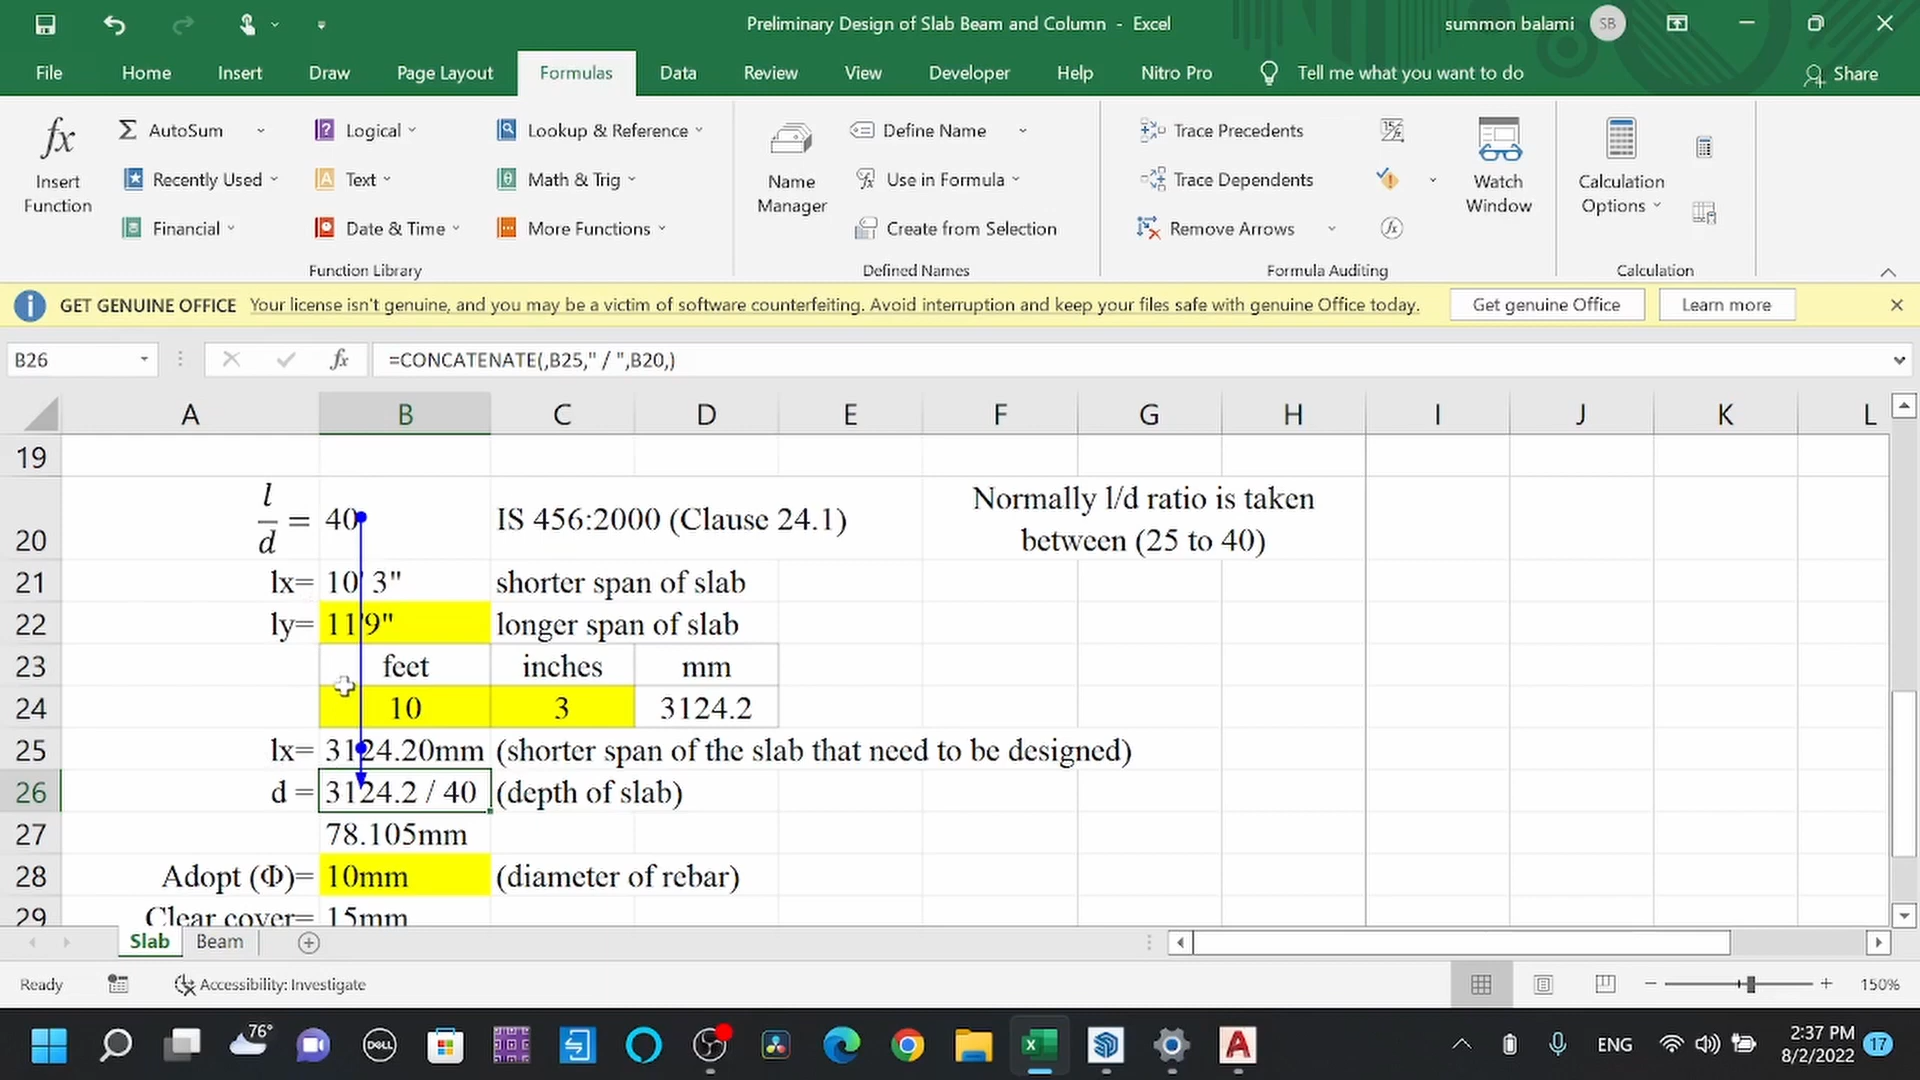 Preliminary Design of Slab Beam and Column - Excel
summon balami
SB
File
Home
Insert
Draw
Page Layout
Formulas
Data
Review
View
Developer
Help
Nitro Pro
Tell me what you want to do
Share
fx
Insert
Function
Σ AutoSum
Recently Used
Financial
Logical
Text
Date & Time
Lookup & Reference
Math & Trig
More Functions
Function Library
Name
Manager
Define Name
Use in Formula
Create from Selection
Defined Names
Trace Precedents
Trace Dependents
Remove Arrows
Formula Auditing
Watch
Window
Calculation
Options
Calculation
GET GENUINE OFFICE Your license isn't genuine, and you may be a victim of software counterfeiting. Avoid interruption and keep your files safe with genuine Office today.
Get genuine Office
Learn more
B26
fx
=CONCATENATE(,B25," / ",B20,)
A B C D E F G H I J K L
19
20 l/d = 40 IS 456:2000 (Clause 24.1)
Normally l/d ratio is taken
between (25 to 40)
21 lx= 10' 3" shorter span of slab
22 ly= 11'9" longer span of slab
23 feet inches mm
24 10 3 3124.2
25 lx= 3124.20mm (shorter span of the slab that need to be designed)
26 d = 3124.2 / 40 (depth of slab)
27 78.105mm
28 Adopt (Φ)= 10mm (diameter of rebar)
29 Clear cover= 15mm
Slab
Beam
Ready
Accessibility: Investigate
150%
76°
DELL
ENG
2:37 PM
8/2/2022
17